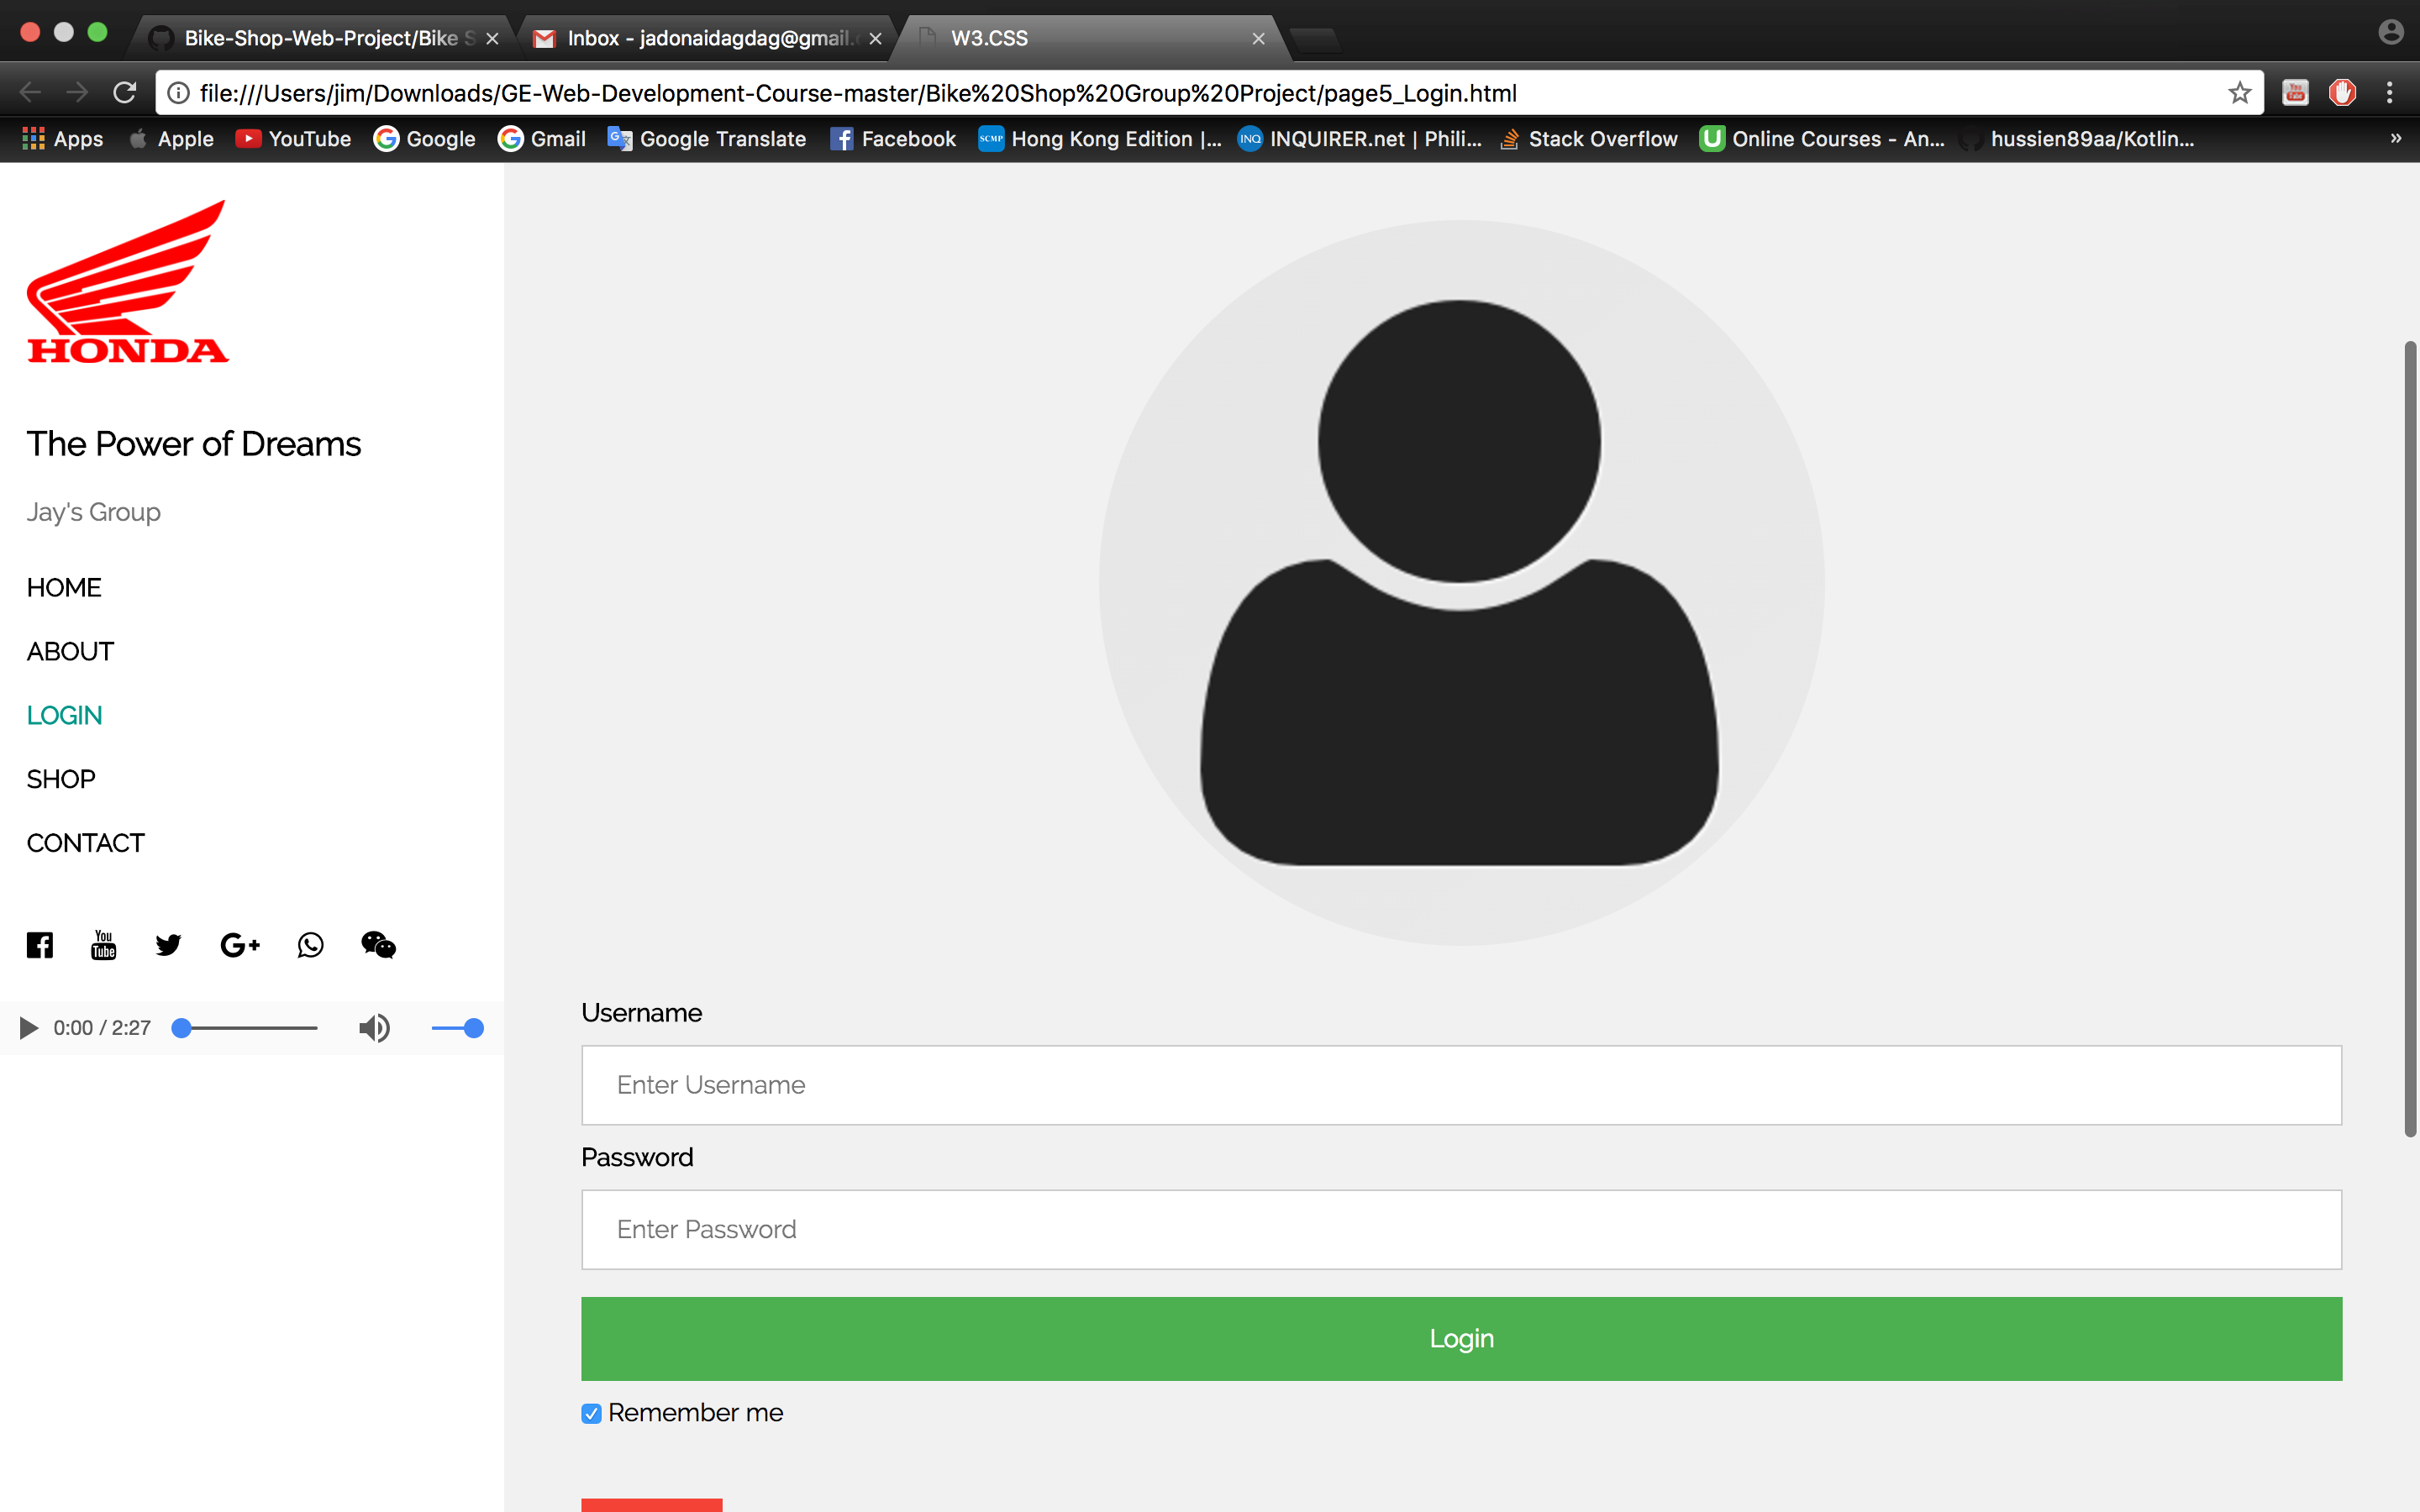 Bike-Shop-Web-Project/Bike S
Inbox - jadonaidagdag@gmail.c
W3.CSS
file:///Users/jim/Downloads/GE-Web-Development-Course-master/Bike%20Shop%20Group%20Project/page5_Login.html
Apps Apple YouTube Google Gmail Google Translate Facebook SCMP Hong Kong Edition |... INQ INQUIRER.net | Phili... Stack Overflow Online Courses - An... hussien89aa/Kotlin... »
HONDA
The Power of Dreams
Jay's Group
HOME
ABOUT
LOGIN
SHOP
CONTACT
You Tube G+
0:00 / 2:27
Username
Enter Username
Password
Enter Password
Login
Remember me